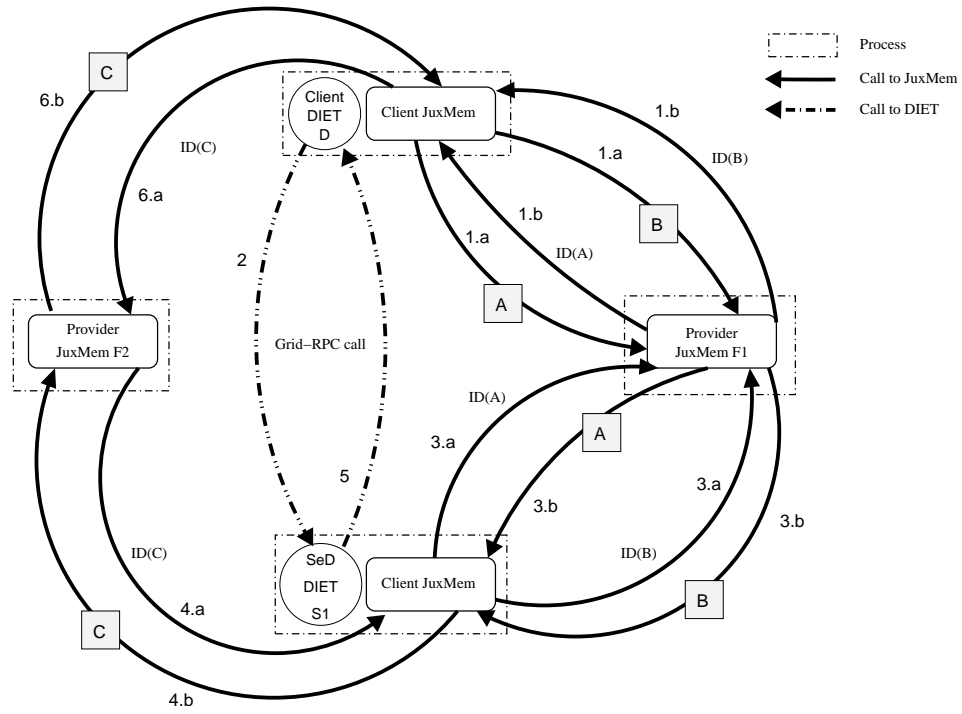 Process
Call to JuxMem
Call to DIET
C
6.b
ID(C)
6.a
Client
DIET
D
Client JuxMem
1.b
ID(B)
1.a
B
1.b
1.a
ID(A)
A
2
Grid−RPC call
Provider
JuxMem F2
Provider
JuxMem F1
ID(A)
A
3.a
5
3.b
3.a
3.b
ID(C)
ID(B)
SeD
DIET
S1
Client JuxMem
4.a
C
B
4.b